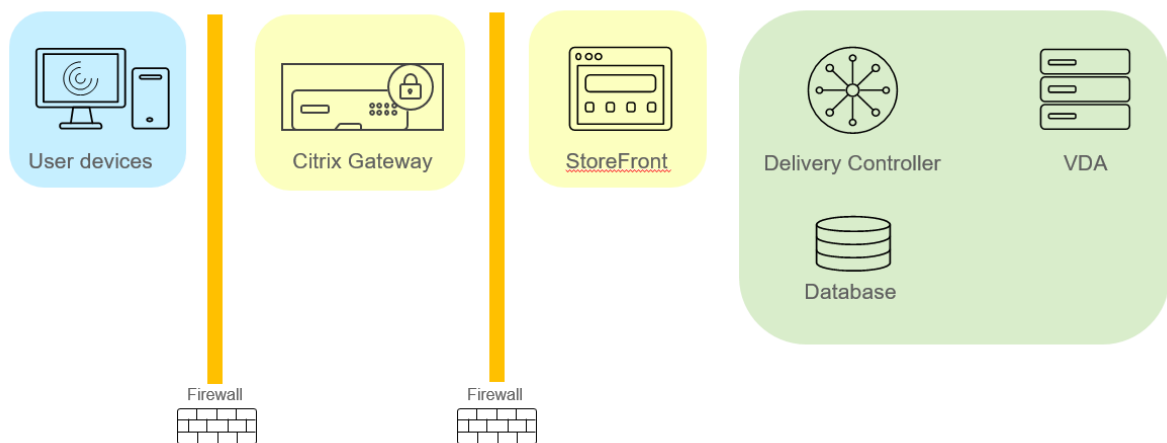 User devices
Citrix Gateway
StoreFront
Delivery Controller
VDA
Database
Firewall
Firewall